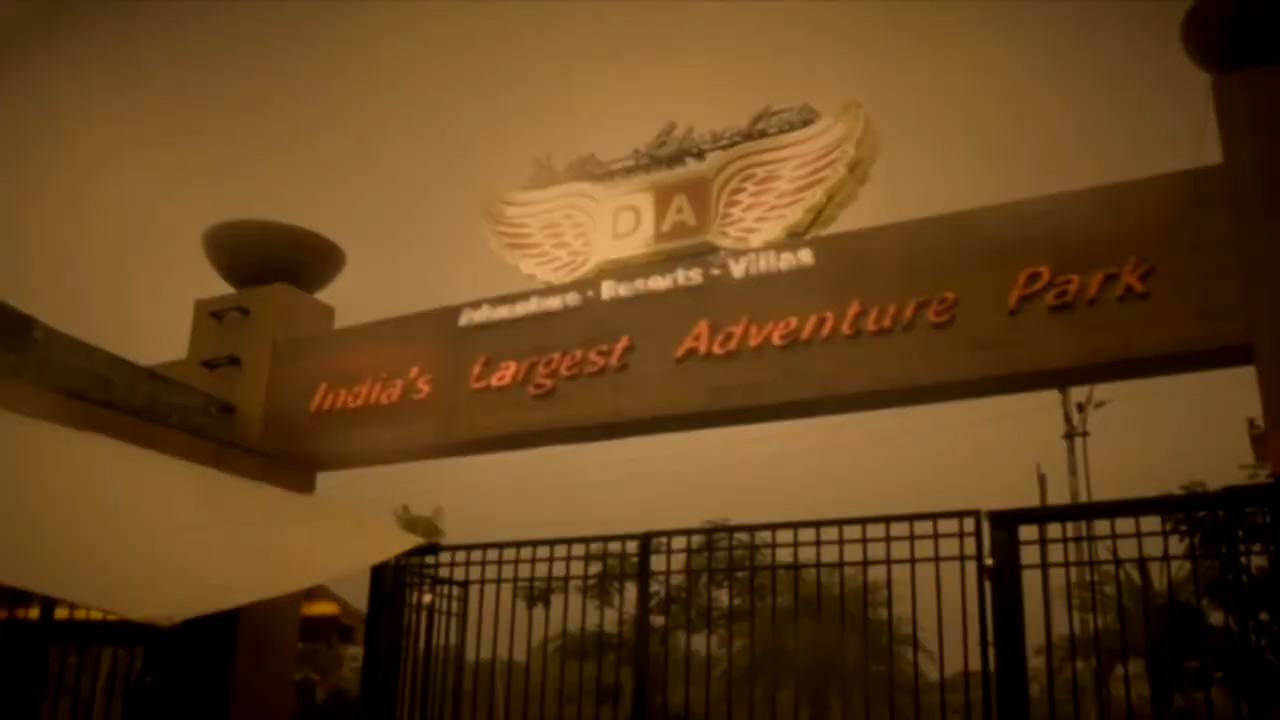 DA
Adventure · Resorts · Villas
India's Largest Adventure Park